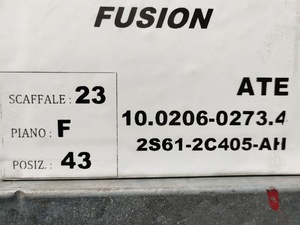 FUSION
SCAFFALE : 23
PIANO : F
POSIZ. : 43
ATE
10.0206-0273.4
2S61-2C405-AH